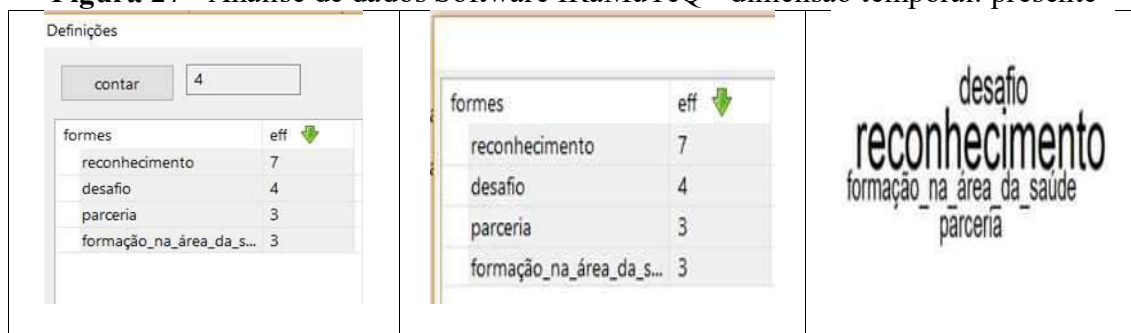 Figura 27 - Análise de dados Software IRaMuTeQ - dimensão temporal: presente
Definições
contar 4
formes eff
reconhecimento 7
desafio 4
parceria 3
formação_na_área_da_s... 3
formes eff
reconhecimento 7
desafio 4
parceria 3
formação_na_área_da_s... 3
desafio
reconhecimento
formação_na_área_da_saúde
parceria